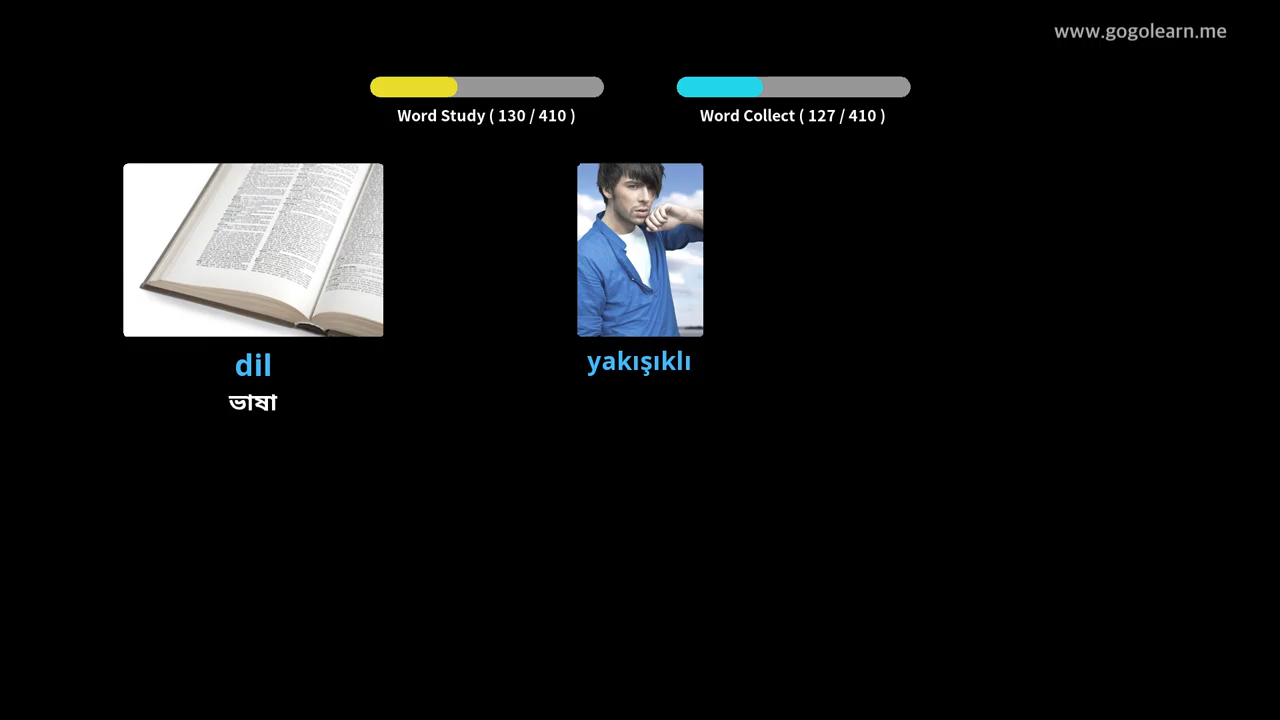 www.gogolearn.me
Word Study ( 130 / 410 )
Word Collect ( 127 / 410 )
dil
ভাষা
yakışıklı